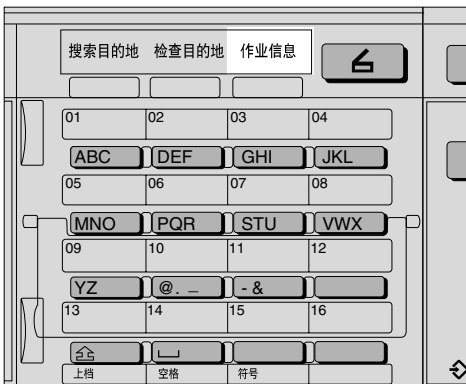 搜索目的地 检查目的地 作业信息
01 02 03 04
ABC DEF GHI JKL
05 06 07 08
MNO PQR STU VWX
09 10 11 12
YZ @. _ - &
13 14 15 16
上档 空格 符号